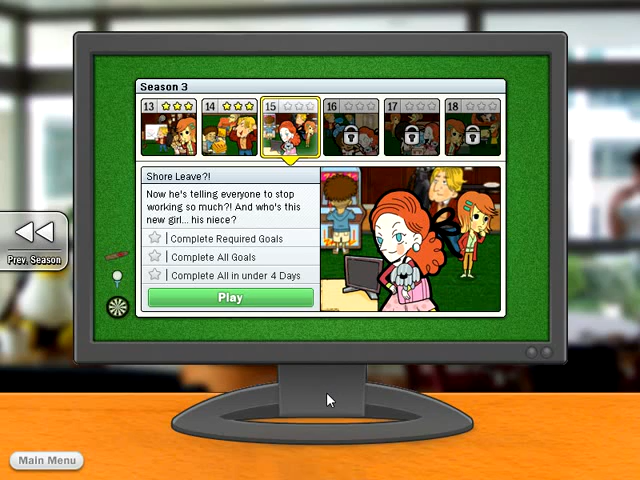 Season 3
13 14 15 16 17 18
Shore Leave?!
Now he's telling everyone to stop
working so much?! And who's this
new girl... his niece?
Complete Required Goals
Complete All Goals
Complete All in under 4 Days
Play
Prev Season
Main Menu